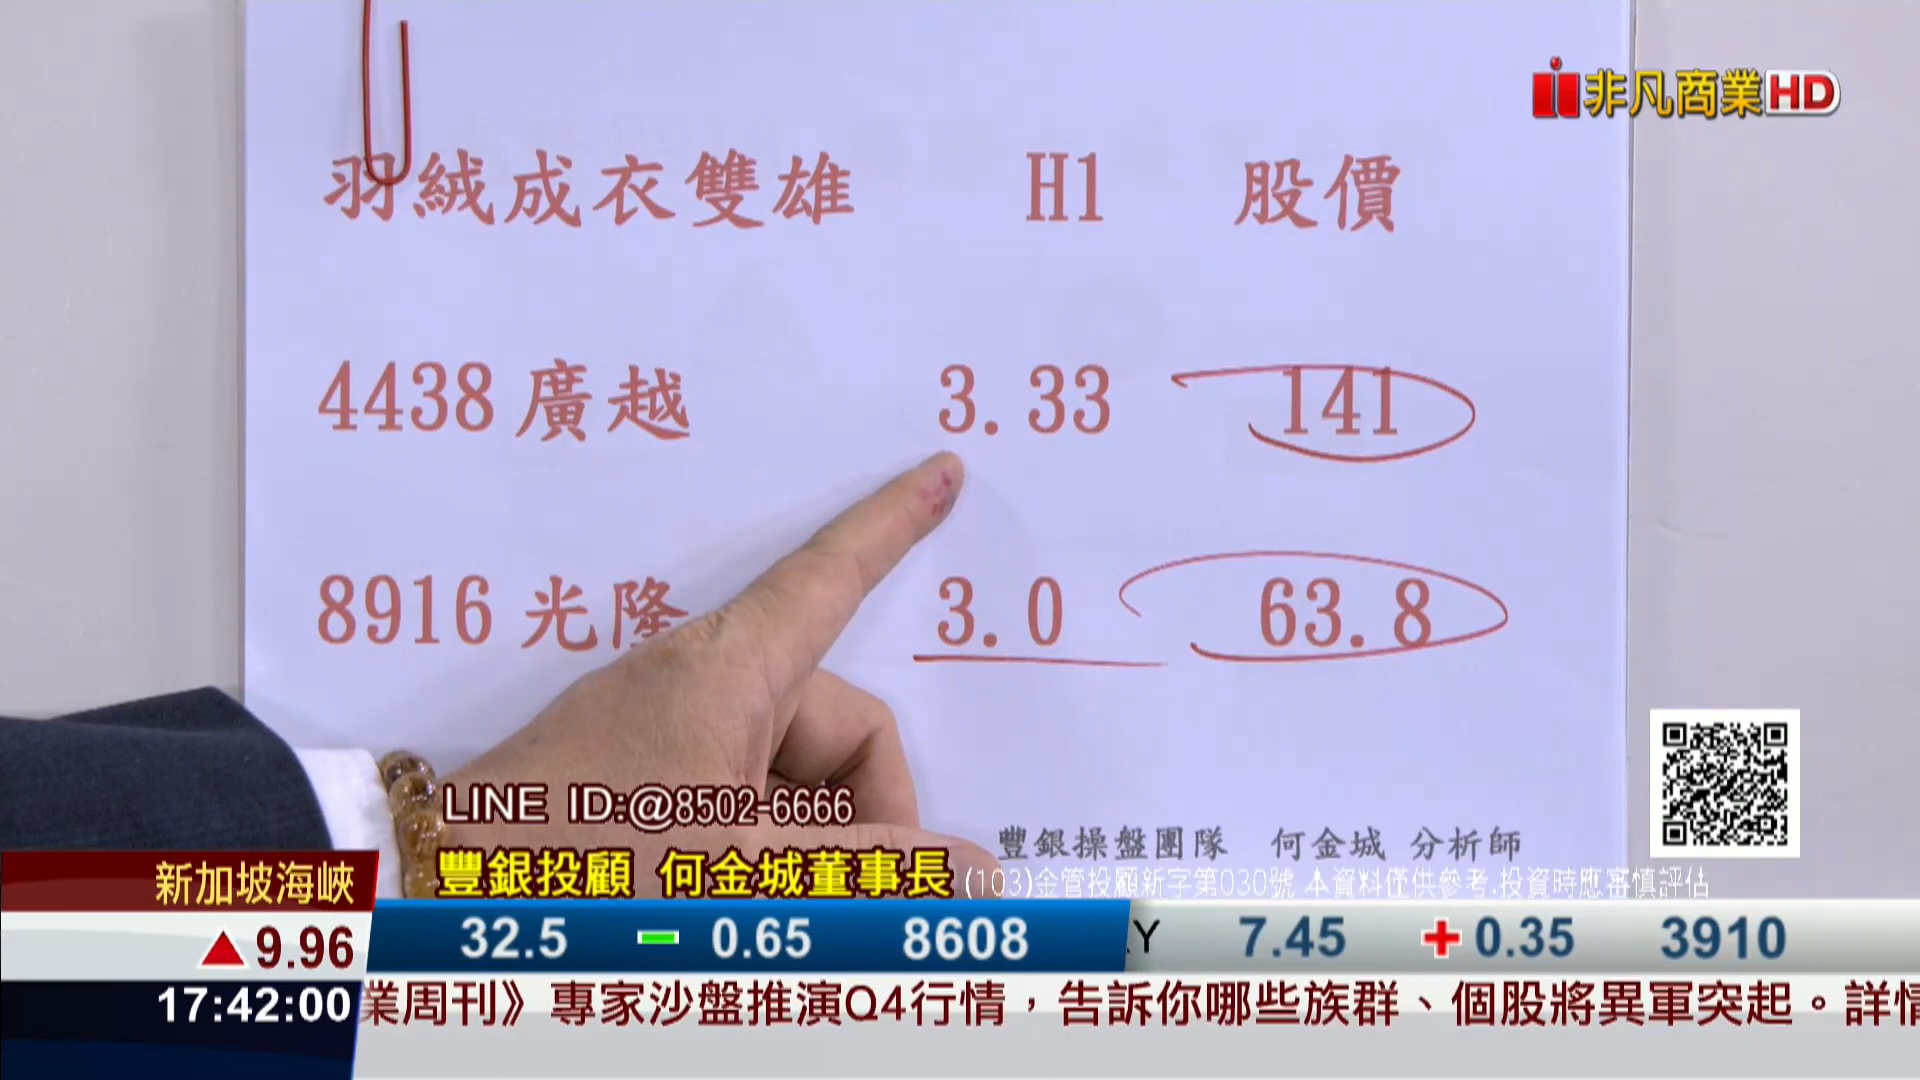 非凡商業HD
羽絨成衣雙雄 H1 股價
4438 廣越 3.33 141
8916 光隆 3.0 63.8
LINE ID:@8502-6666
豐銀操盤團隊 何金城 分析師
豐銀投顧 何金城董事長 (103)金管投顧新字第030號 本資料僅供參考.投資時應審慎評估
新加坡海峽
▲9.96 32.5 - 0.65 8608 Y 7.45 + 0.35 3910
17:42:00 業周刊》專家沙盤推演Q4行情，告訴你哪些族群、個股將異軍突起。詳情